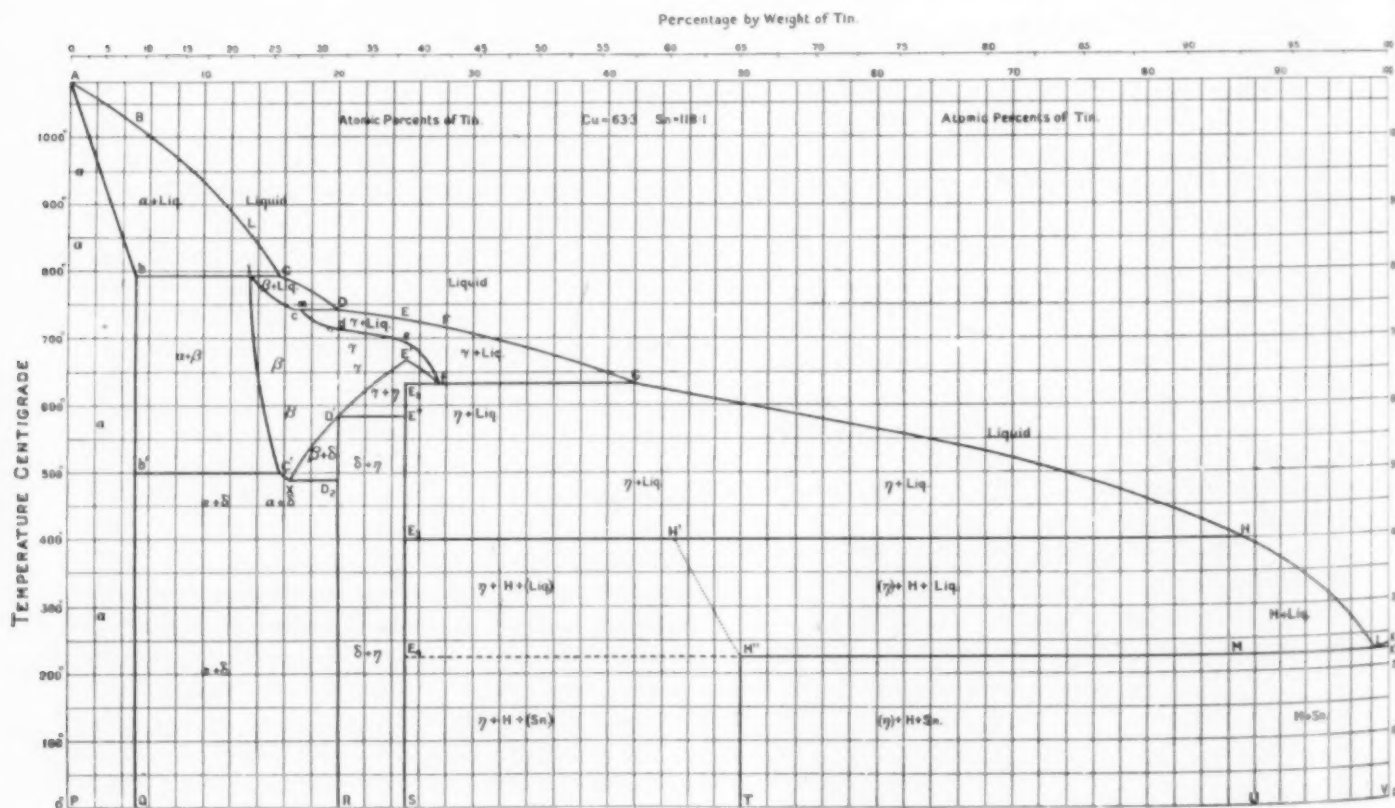 Percentage by Weight of Tin.
0 5 10 15 20 25 30 35 40 45 50 55 60 65 70 75 80 85 90 95
A 10 20 30 40 60 70 80 90
B
Atomic Percents of Tin. Cu=63·3 Sn=118·1 Atomic Percents of Tin.
1000°
α
900° α+Liq. Liquid
L
α
800° b C Liquid
β+Liq.
c D E F
700° d γ+Liq. e
α+β β γ E' γ+Liq.
γ G
γ+η E₂
600° β D' E" η+Liq
α Liquid
β+δ δ+η
500° b' C' η+Liq. η+Liq.
X D₂
α+δ α+δ
400° E₃ H' H
300° α η+H+(Liq) (η)+H+Liq. H+Liq.
δ+η E₄ H" M
200° α+δ
η+H+(Sn) (η)+H+Sn. H+Sn.
100°
0° P Q R S T U V
TEMPERATURE CENTIGRADE